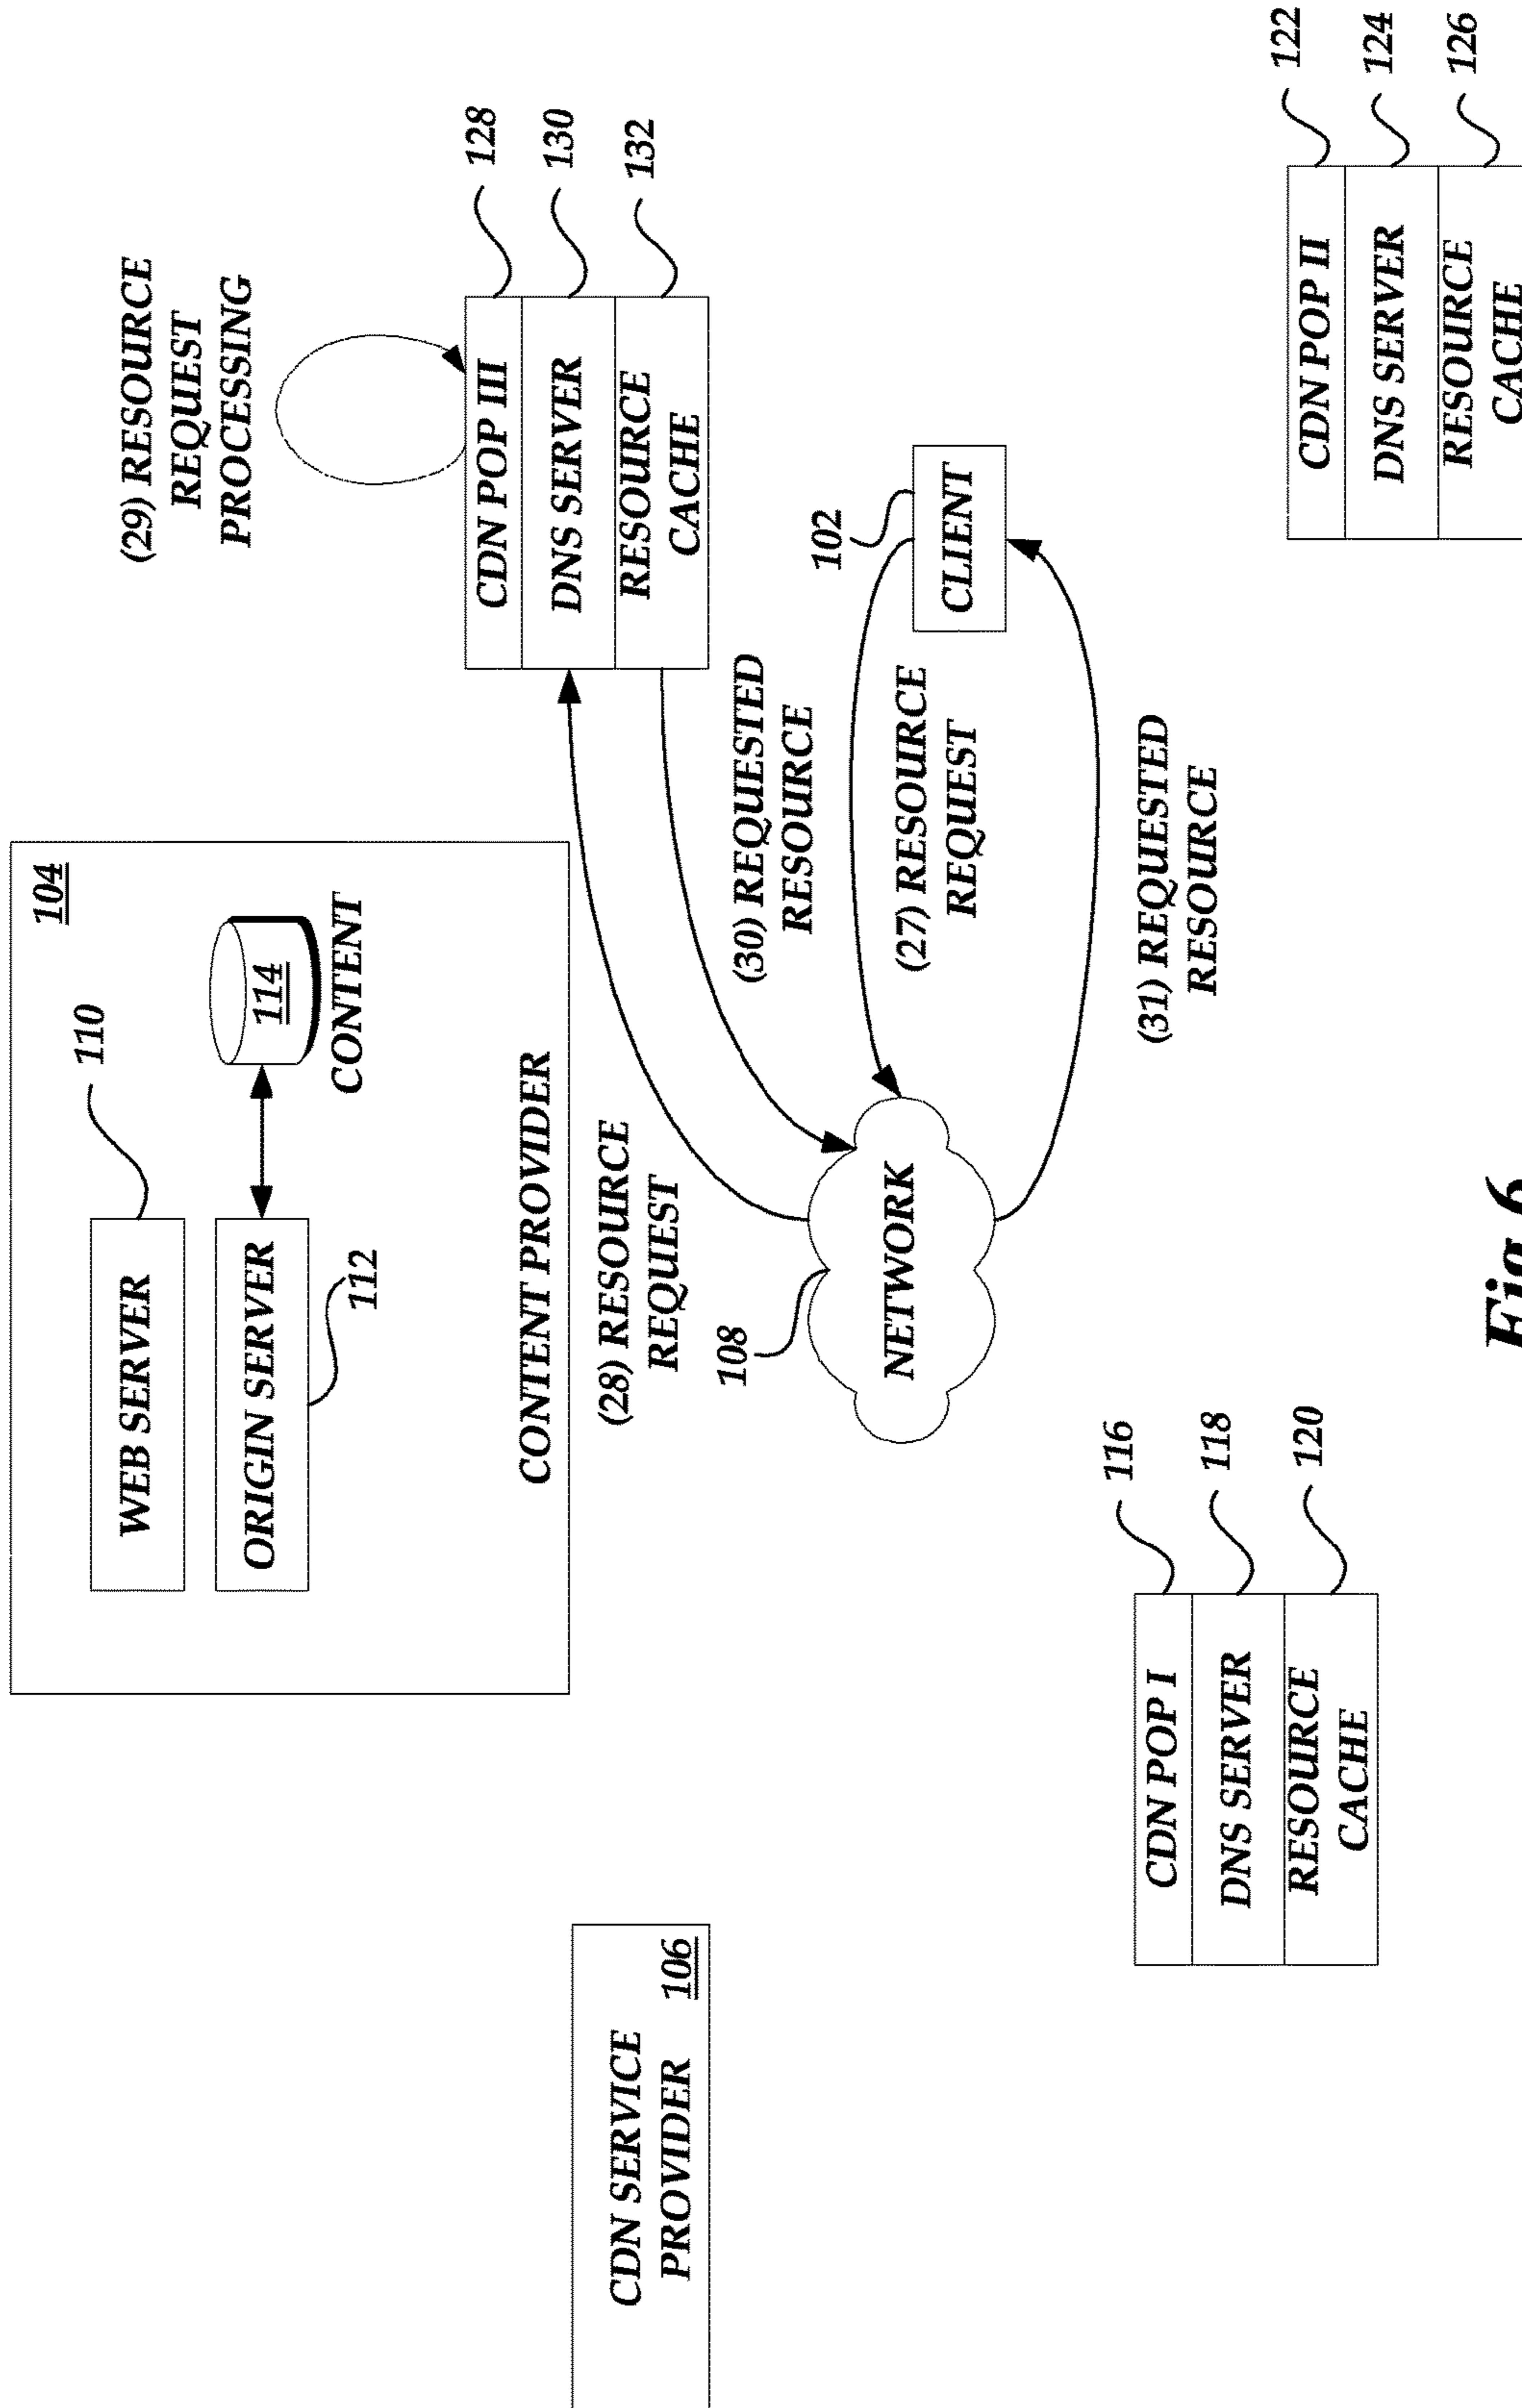 104
110
WEB SERVER
ORIGIN SERVER
112
114
CONTENT
CONTENT PROVIDER
CDN SERVICE
PROVIDER
106
(29) RESOURCE
REQUEST
PROCESSING
CDN POP III
DNS SERVER
RESOURCE
CACHE
128
130
132
(28) RESOURCE
REQUEST
(30) REQUESTED
RESOURCE
108
NETWORK
(27) RESOURCE
REQUEST
102
CLIENT
(31) REQUESTED
RESOURCE
CDN POP I
DNS SERVER
RESOURCE
CACHE
116
118
120
CDN POP II
DNS SERVER
RESOURCE
CACHE
122
124
126
Fig.6.